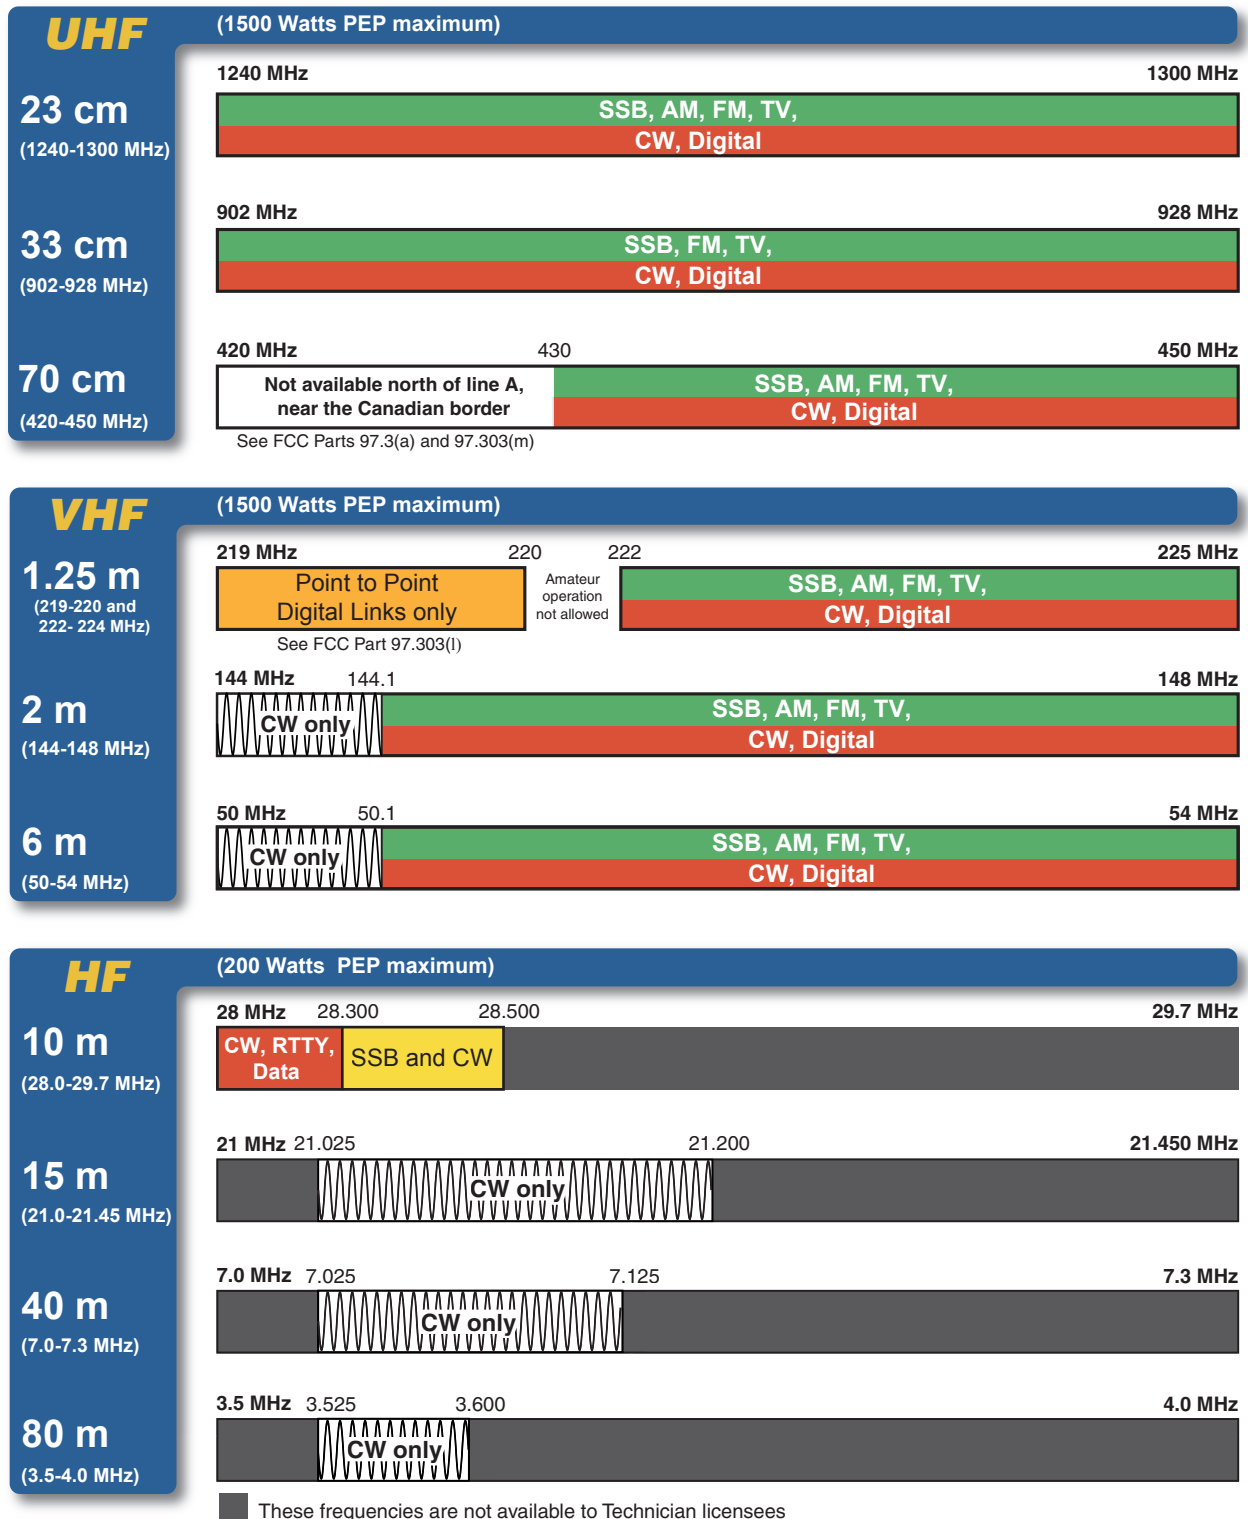 UHF
(1500 Watts PEP maximum)
1240 MHz 1300 MHz
23 cm
(1240-1300 MHz)
SSB, AM, FM, TV,
CW, Digital
902 MHz 928 MHz
33 cm
(902-928 MHz)
SSB, FM, TV,
CW, Digital
420 MHz 430 450 MHz
70 cm
(420-450 MHz)
Not available north of line A,
near the Canadian border
SSB, AM, FM, TV,
CW, Digital
See FCC Parts 97.3(a) and 97.303(m)
VHF
(1500 Watts PEP maximum)
219 MHz 220 222 225 MHz
1.25 m
(219-220 and
222- 224 MHz)
Point to Point
Digital Links only
Amateur
operation
not allowed
SSB, AM, FM, TV,
CW, Digital
See FCC Part 97.303(l)
144 MHz 144.1 148 MHz
2 m
(144-148 MHz)
CW only
SSB, AM, FM, TV,
CW, Digital
50 MHz 50.1 54 MHz
6 m
(50-54 MHz)
CW only
SSB, AM, FM, TV,
CW, Digital
HF
(200 Watts PEP maximum)
28 MHz 28.300 28.500 29.7 MHz
10 m
(28.0-29.7 MHz)
CW, RTTY,
Data
SSB and CW
21 MHz 21.025 21.200 21.450 MHz
15 m
(21.0-21.45 MHz)
CW only
7.0 MHz 7.025 7.125 7.3 MHz
40 m
(7.0-7.3 MHz)
CW only
3.5 MHz 3.525 3.600 4.0 MHz
80 m
(3.5-4.0 MHz)
CW only
These frequencies are not available to Technician licensees